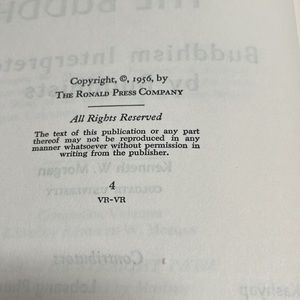 Copyright, ©, 1956, by
THE RONALD PRESS COMPANY
All Rights Reserved
The text of this publication or any part
thereof may not be reproduced in any
manner whatsoever without permission in
writing from the publisher.
4
VR-VR